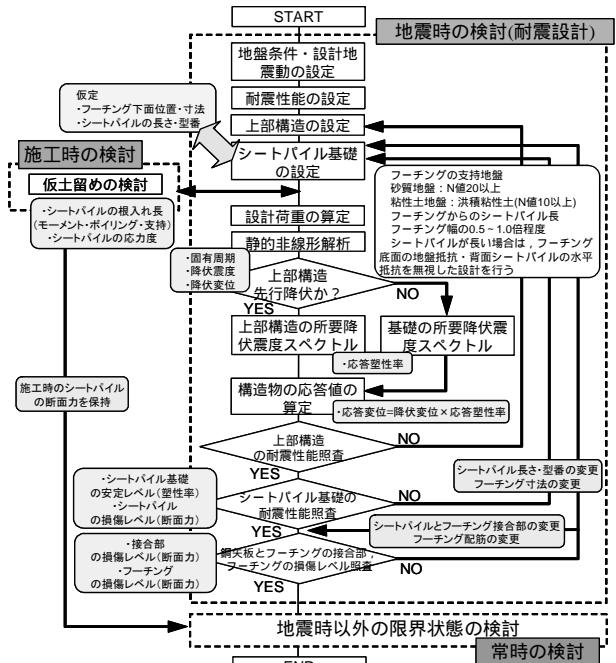 START
地震時の検討(耐震設計)
地盤条件・設計地
震動の設定
耐震性能の設定
上部構造の設定
シートパイル基礎
の設定
仮定
・フーチング下面位置・寸法
・シートパイルの長さ・型番
施工時の検討
仮土留めの検討
・シートパイルの根入れ長
(モーメント・ボイリング・支持)
・シートパイルの応力度
フーチングの支持地盤
砂質地盤：N値20以上
粘性土地盤：洪積粘性土(N値10以上)
フーチングからのシートパイル長
フーチング幅の0.5～1.0倍程度
シートパイルが長い場合は，フーチング
底面の地盤抵抗・背面シートパイルの水平
抵抗を無視した設計を行う
設計荷重の算定
静的非線形解析
・固有周期
・降伏震度
・降伏変位
上部構造
先行降伏か？
NO
YES
上部構造の所要降
伏震度スペクトル
基礎の所要降伏震
度スペクトル
・応答塑性率
構造物の応答値
の算定
・応答変位=降伏変位×応答塑性率
施工時のシートパイル
の断面力を保持
上部構造
の耐震性能照査
NO
YES
シートパイル長さ・型番の変更
フーチング寸法の変更
・シートパイル基礎
の安定レベル(塑性率)
・シートパイル
の損傷レベル(断面力)
シートパイル基礎の
耐震性能照査
NO
YES
シートパイルとフーチング接合部の変更
フーチング配筋の変更
・接合部
の損傷レベル(断面力)
・フーチング
の損傷レベル(断面力)
鋼矢板とフーチングの接合部，
フーチングの損傷レベル照査
NO
YES
地震時以外の限界状態の検討
常時の検討
END